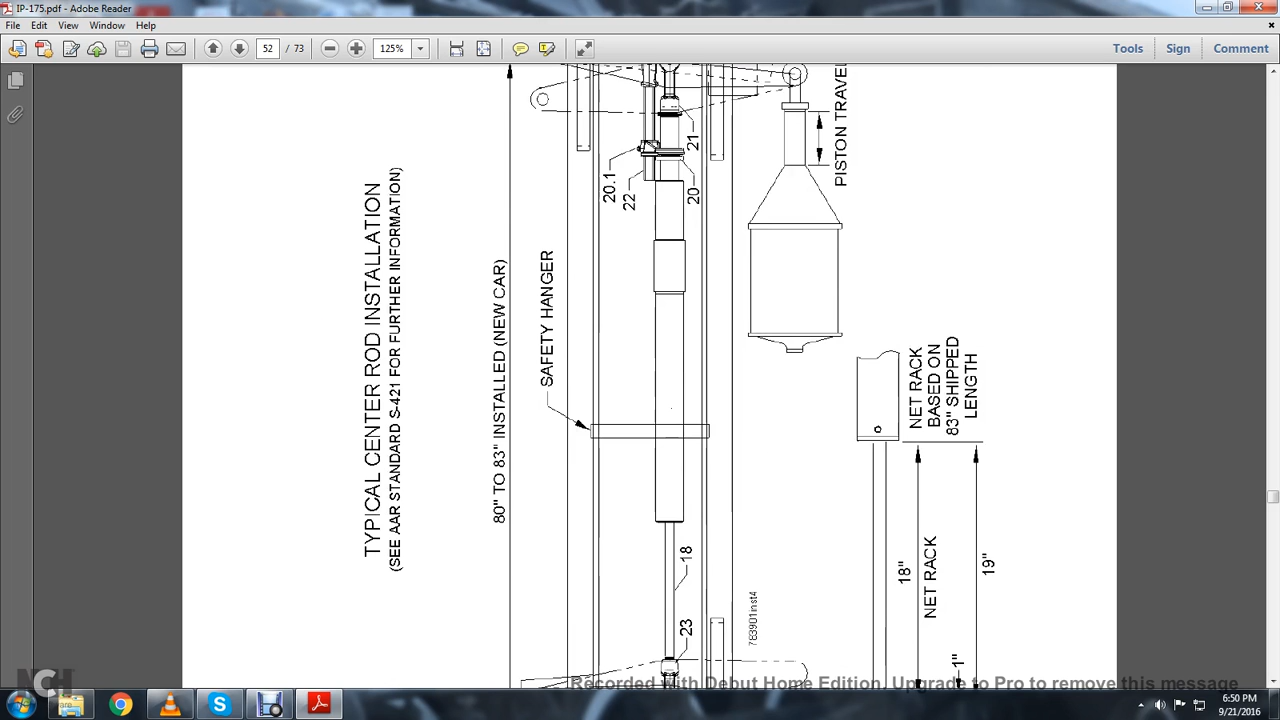 IP-175.pdf - Adobe Reader
File Edit View Window Help
52 / 73
125%
Tools Sign Comment
TYPICAL CENTER ROD INSTALLATION
(SEE AAR STANDARD S-421 FOR FURTHER INFORMATION)
80" TO 83" INSTALLED (NEW CAR)
SAFETY HANGER
20.1
22
21
20
PISTON TRAVEL
18
23
783901inst4
NET RACK
BASED ON
83" SHIPPED
LENGTH
18"
NET RACK
19"
1"
Recorded with Debut Home Edition. Upgrade to Pro to remove this message
NCH
6:50 PM
9/21/2016